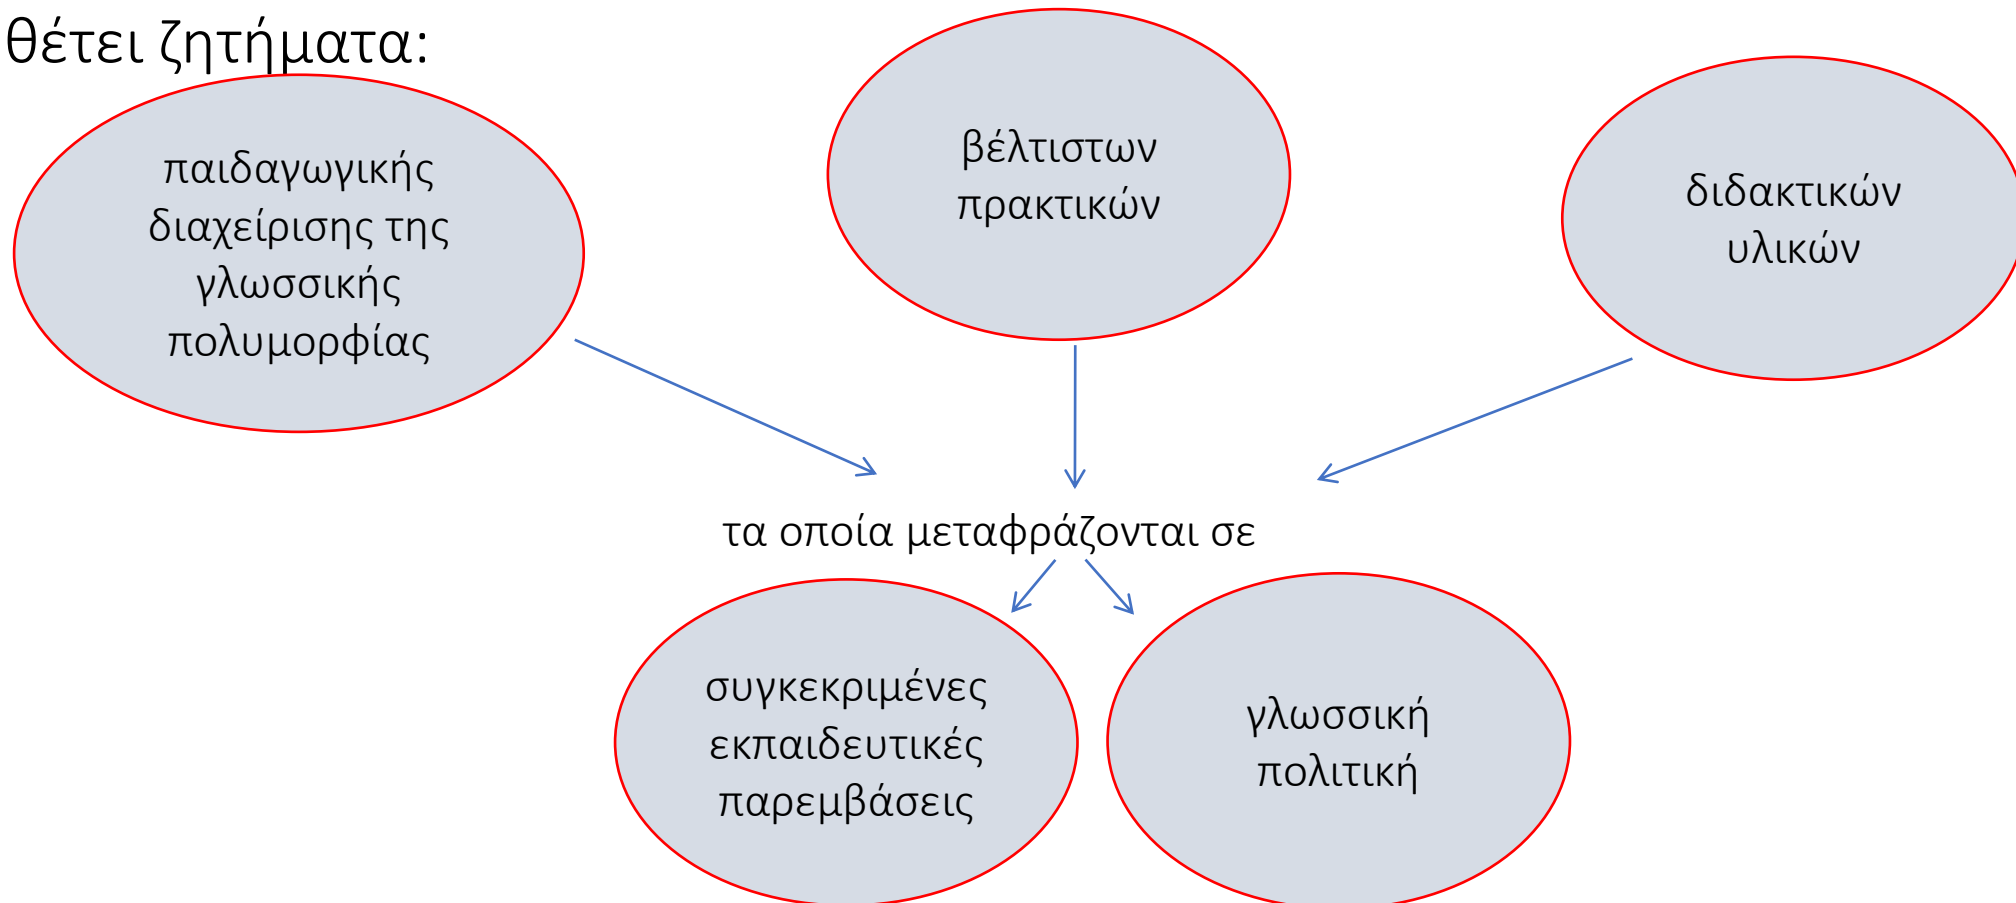 θέτει ζητήματα:
παιδαγωγικής
διαχείρισης της
γλωσσικής
πολυμορφίας
βέλτιστων
πρακτικών
διδακτικών
υλικών
τα οποία μεταφράζονται σε
συγκεκριμένες
εκπαιδευτικές
παρεμβάσεις
γλωσσική
πολιτική